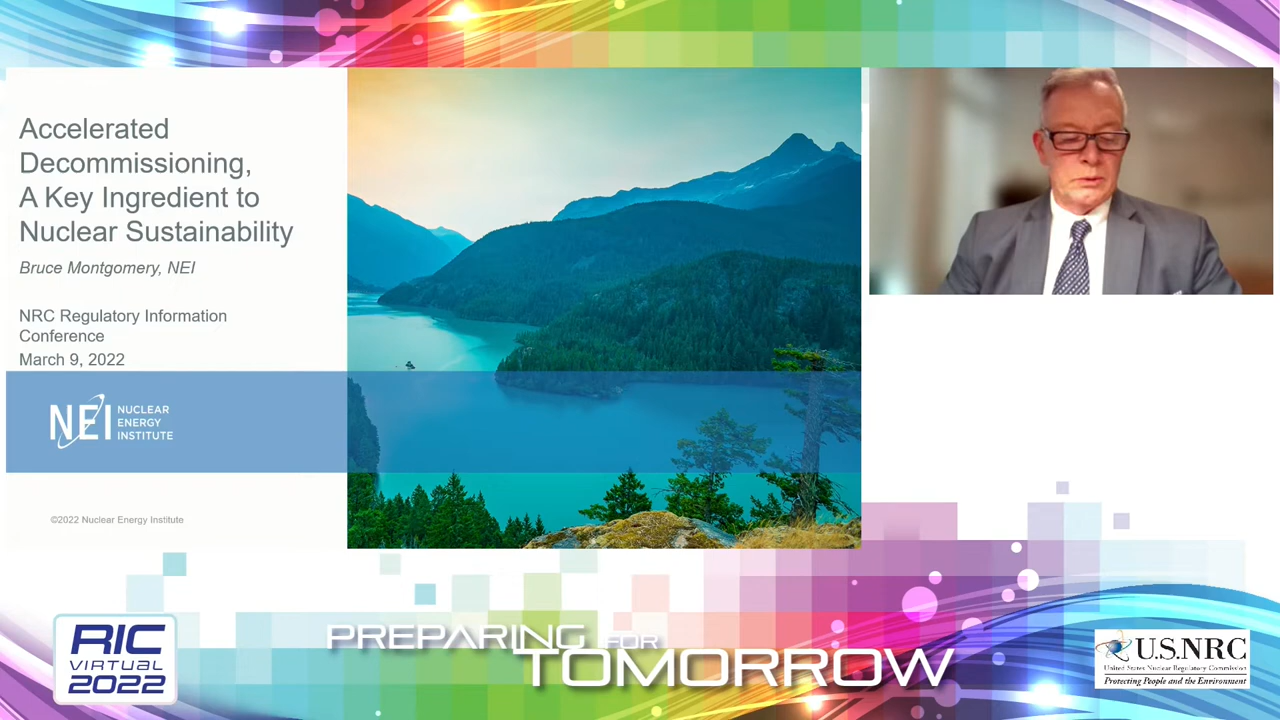 Accelerated
Decommissioning,
A Key Ingredient to
Nuclear Sustainability
Bruce Montgomery, NEI
NRC Regulatory Information
Conference
March 9, 2022
NEI
NUCLEAR
ENERGY
INSTITUTE
©2022 Nuclear Energy Institute
RIC
VIRTUAL
2022
PREPARING FOR
TOMORROW
U.S.NRC
United States Nuclear Regulatory Commission
Protecting People and the Environment